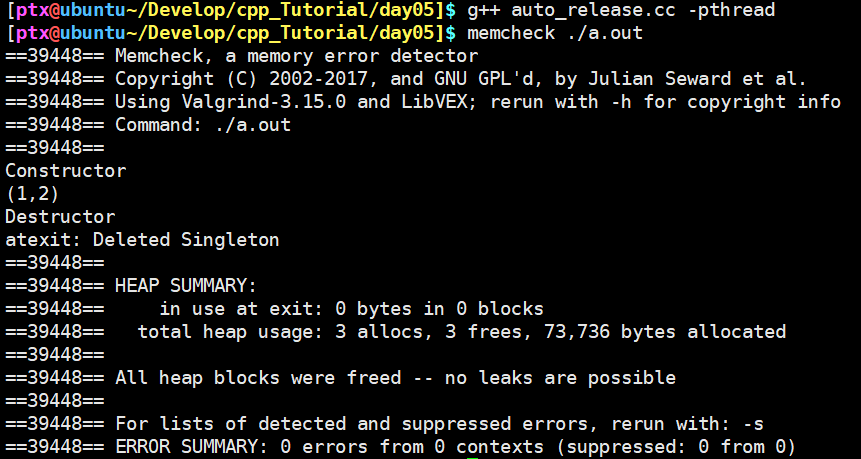 [ptx@ubuntu~/Develop/cpp_Tutorial/day05]$ g++ auto_release.cc -pthread
[ptx@ubuntu~/Develop/cpp_Tutorial/day05]$ memcheck ./a.out
==39448== Memcheck, a memory error detector
==39448== Copyright (C) 2002-2017, and GNU GPL'd, by Julian Seward et al.
==39448== Using Valgrind-3.15.0 and LibVEX; rerun with -h for copyright info
==39448== Command: ./a.out
==39448==
Constructor
(1,2)
Destructor
atexit: Deleted Singleton
==39448==
==39448== HEAP SUMMARY:
==39448==     in use at exit: 0 bytes in 0 blocks
==39448==   total heap usage: 3 allocs, 3 frees, 73,736 bytes allocated
==39448==
==39448== All heap blocks were freed -- no leaks are possible
==39448==
==39448== For lists of detected and suppressed errors, rerun with: -s
==39448== ERROR SUMMARY: 0 errors from 0 contexts (suppressed: 0 from 0)